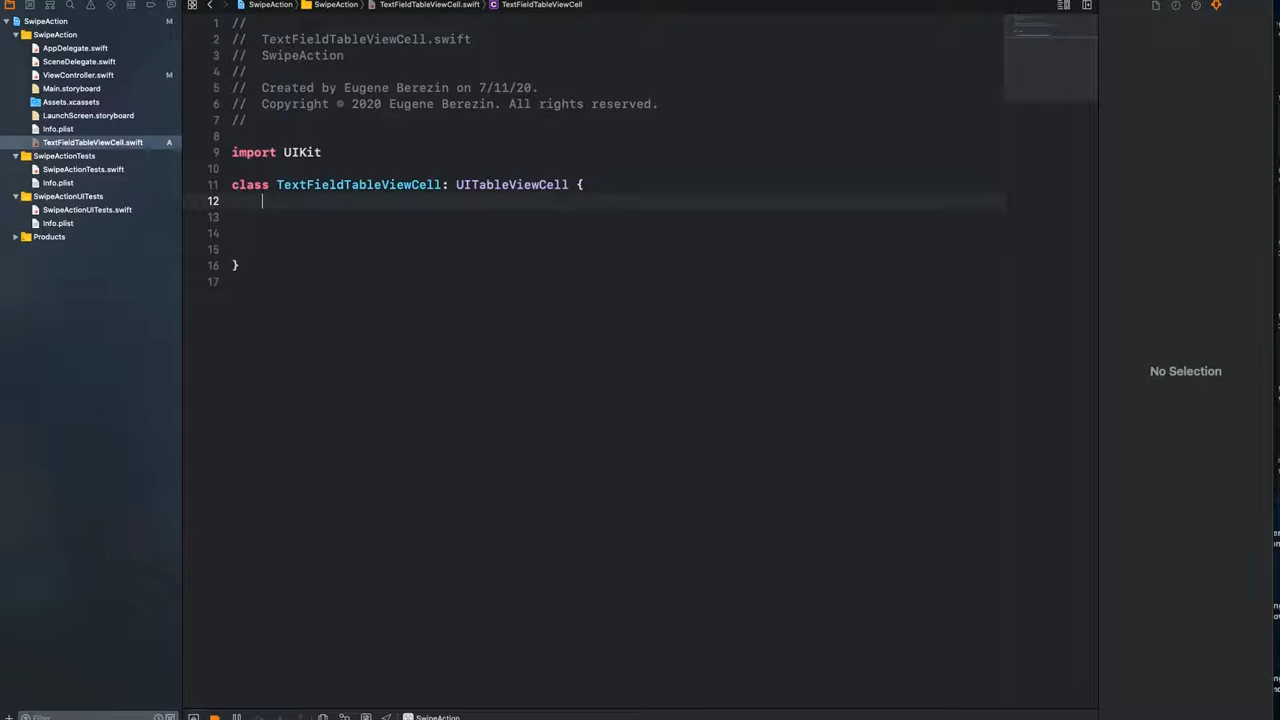 SwipeAction M
SwipeAction
AppDelegate.swift
SceneDelegate.swift
ViewController.swift M
Main.storyboard
Assets.xcassets
LaunchScreen.storyboard
Info.plist
TextFieldTableViewCell.swift A
SwipeActionTests
SwipeActionTests.swift
Info.plist
SwipeActionUITests
SwipeActionUITests.swift
Info.plist
Products
Filter
SwipeAction SwipeAction TextFieldTableViewCell.swift C TextFieldTableViewCell
1 //
2 // TextFieldTableViewCell.swift
3 // SwipeAction
4 //
5 // Created by Eugene Berezin on 7/11/20.
6 // Copyright © 2020 Eugene Berezin. All rights reserved.
7 //
8
9 import UIKit
10
11 class TextFieldTableViewCell: UITableViewCell {
12
13
14
15
16 }
17
SwipeAction
No Selection